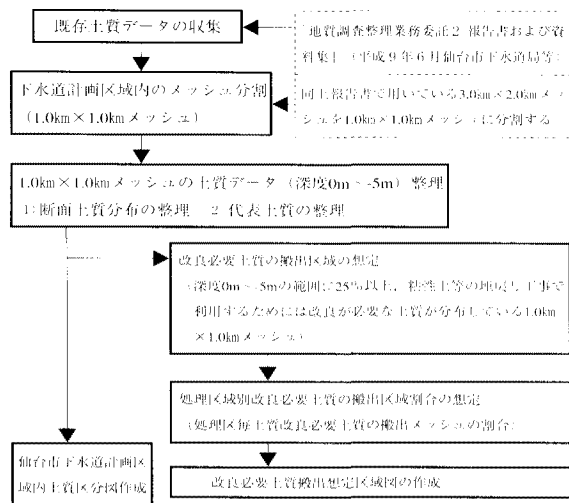 既存土質データの収集
「地質調査整理業務委託2 報告書および資
料集」（平成9年6月仙台市下水道局等）
下水道計画区域内のメッシュ分割
（1.0km×1.0kmメッシュ）
同上報告書で用いている3.0km×2.0kmメッ
シュを1.0km×1.0kmメッシュに分割する
1.0km×1.0kmメッシュの土質データ（深度0m～-5m）整理
1:断面土質分布の整理　2 代表土質の整理
改良必要土質の搬出区域の想定
（深度0m～-5mの範囲に25%以上，粘性土等の埋戻し工事で
利用するためには改良が必要な土質が分布している1.0km
×1.0kmメッシュ）
処理区域別改良必要土質の搬出区域割合の想定
（処理区毎土質改良必要土質の搬出メッシュの割合）
仙台市下水道計画区
域内土質区分図作成
改良必要土質搬出想定区域図の作成